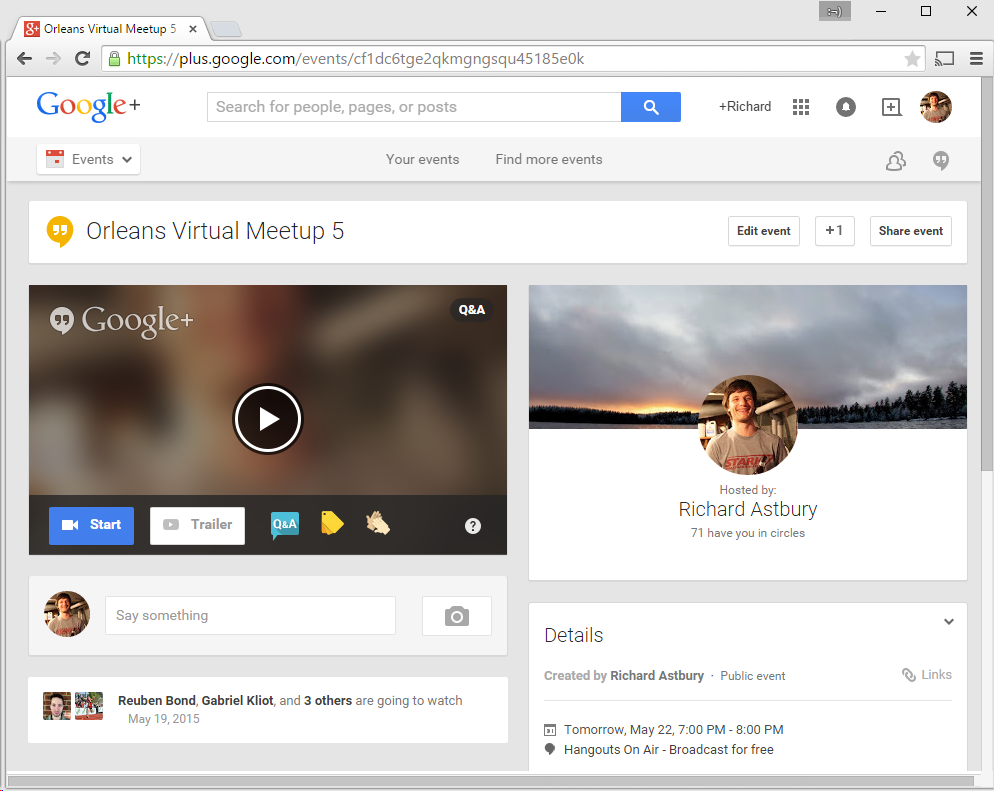 :-)
Orleans Virtual Meetup 5
https://plus.google.com/events/cf1dc6tge2qkmgngsqu45185e0k
Google+
Search for people, pages, or posts
+Richard
Events
Your events
Find more events
Orleans Virtual Meetup 5
Edit event
+1
Share event
Google+
Q&A
Start
Trailer
Q&A
?
Hosted by:
Richard Astbury
71 have you in circles
Say something
Reuben Bond, Gabriel Kliot, and 3 others are going to watch
May 19, 2015
Details
Created by Richard Astbury · Public event
Links
31
Tomorrow, May 22, 7:00 PM - 8:00 PM
Hangouts On Air - Broadcast for free